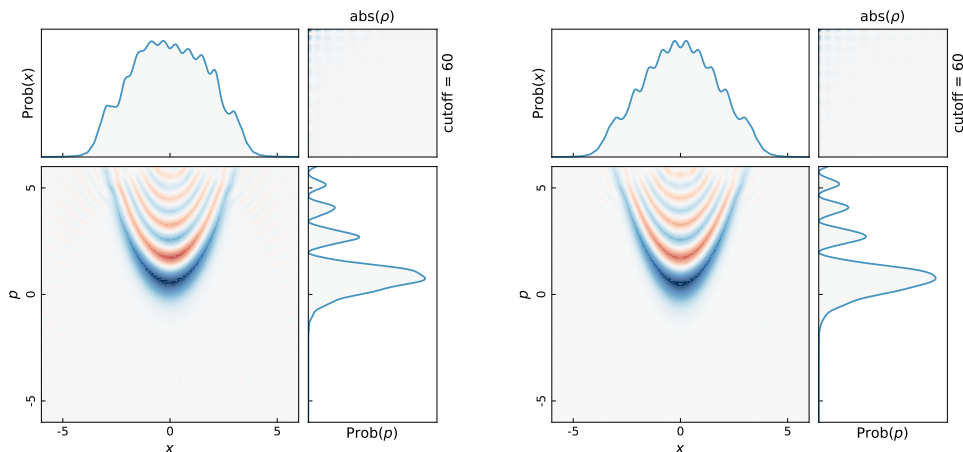 abs(ρ)
Prob(x)
cutoff = 60
5
0
-5
p
-5
0
5
x
Prob(p)
abs(ρ)
Prob(x)
cutoff = 60
5
0
-5
p
-5
0
5
x
Prob(p)